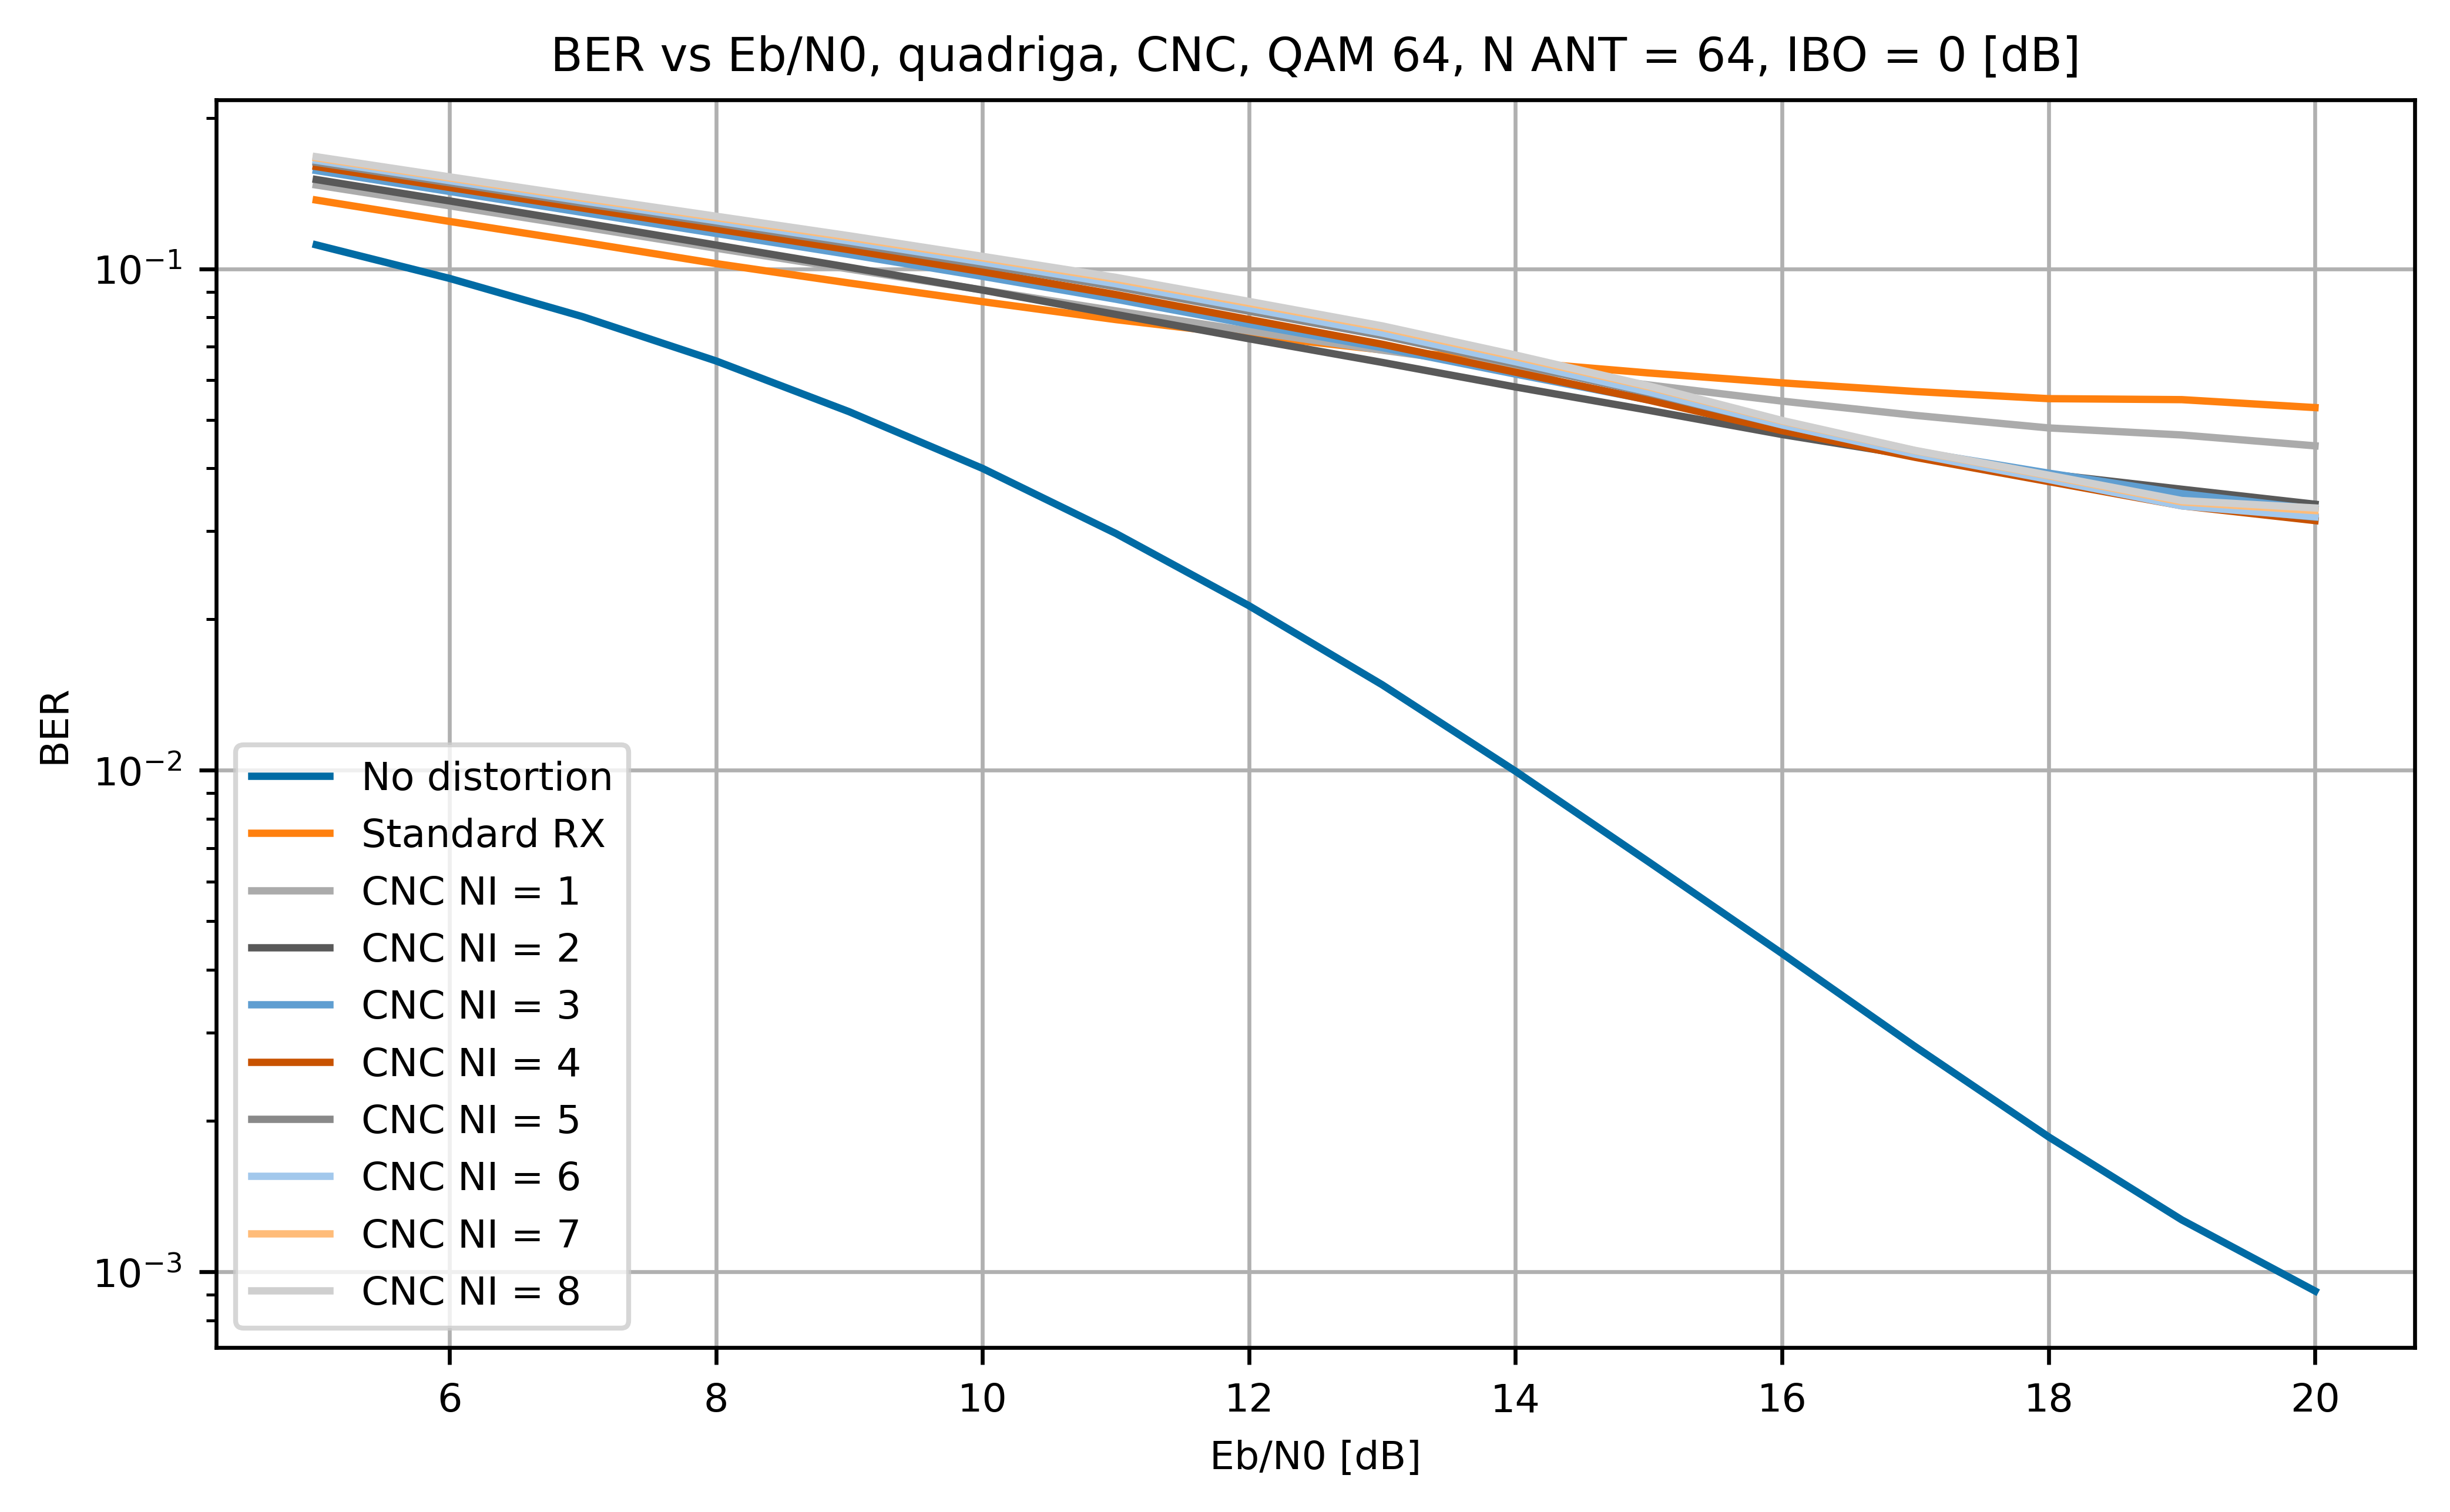 BER vs Eb/N0, quadriga, CNC, QAM 64, N ANT = 64, IBO = 0 [dB]
BER
10⁻¹
10⁻²
10⁻³
No distortion
Standard RX
CNC NI = 1
CNC NI = 2
CNC NI = 3
CNC NI = 4
CNC NI = 5
CNC NI = 6
CNC NI = 7
CNC NI = 8
6 8 10 12 14 16 18 20
Eb/N0 [dB]